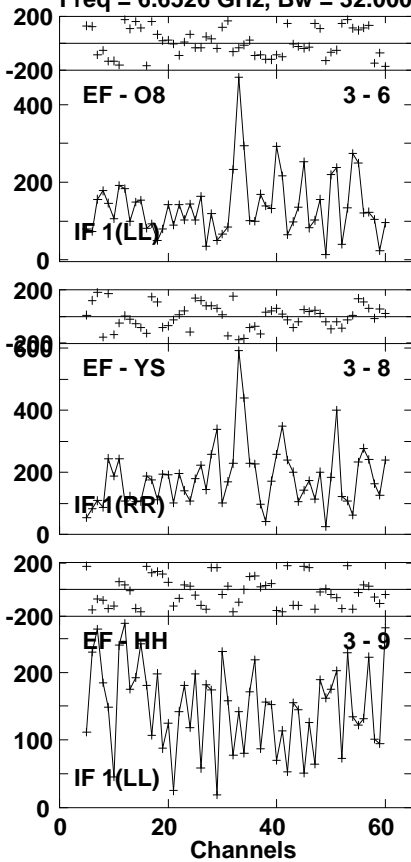 Freq = 6.6526 GHz, Bw = 32.000
200
-200
EF - O8 3 - 6
400
200
IF 1(LL)
0
200
-200
600
EF - YS 3 - 8
400
200
IF 1(RR)
0
200
-200
EF - HH 3 - 9
200
100
IF 1(LL)
0
0 20 40 60
Channels